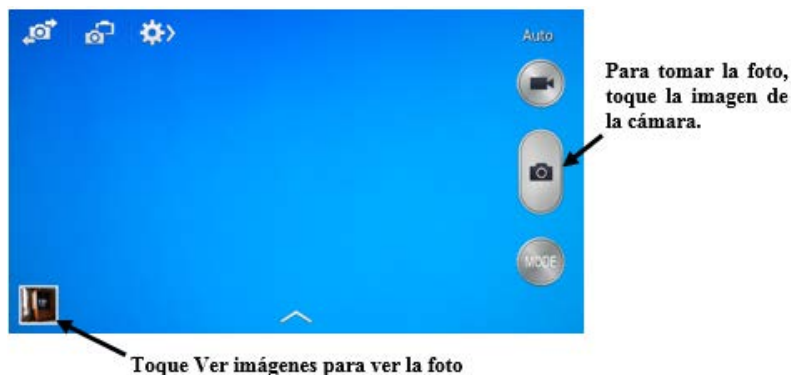 Auto
Para tomar la foto,
toque la imagen de
la cámara.
MODE
Toque Ver imágenes para ver la foto